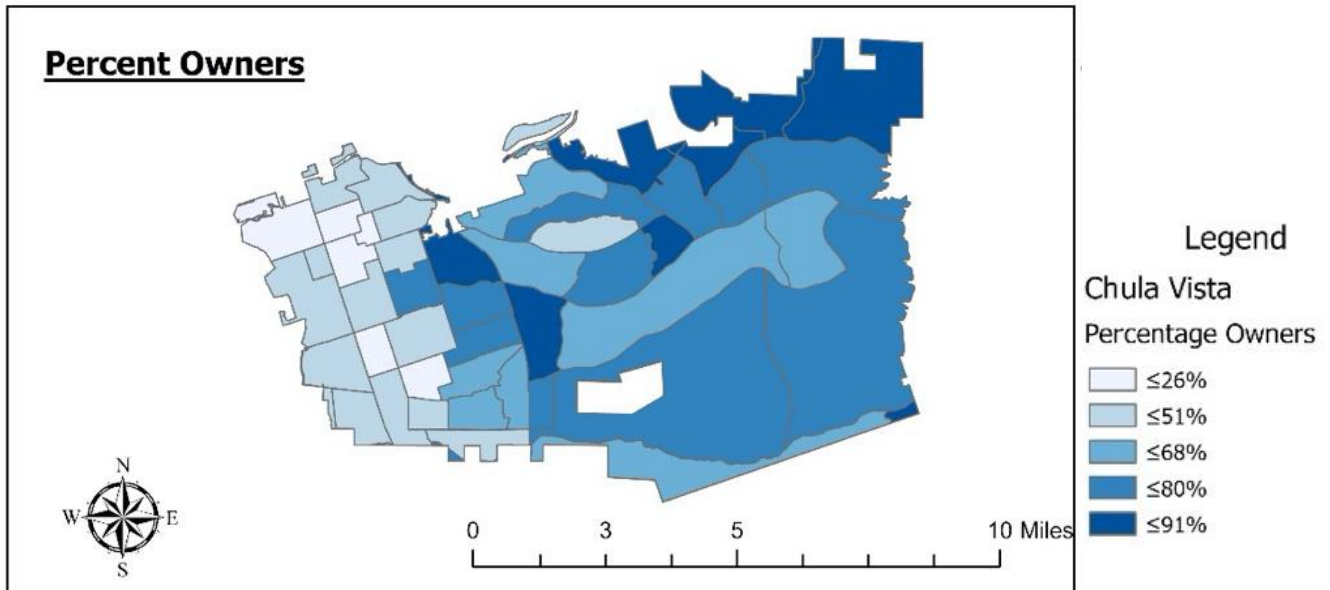 Percent Owners
Legend
Chula Vista
Percentage Owners
≤26%
≤51%
≤68%
≤80%
≤91%
N
W E
S
0 3 5 10 Miles